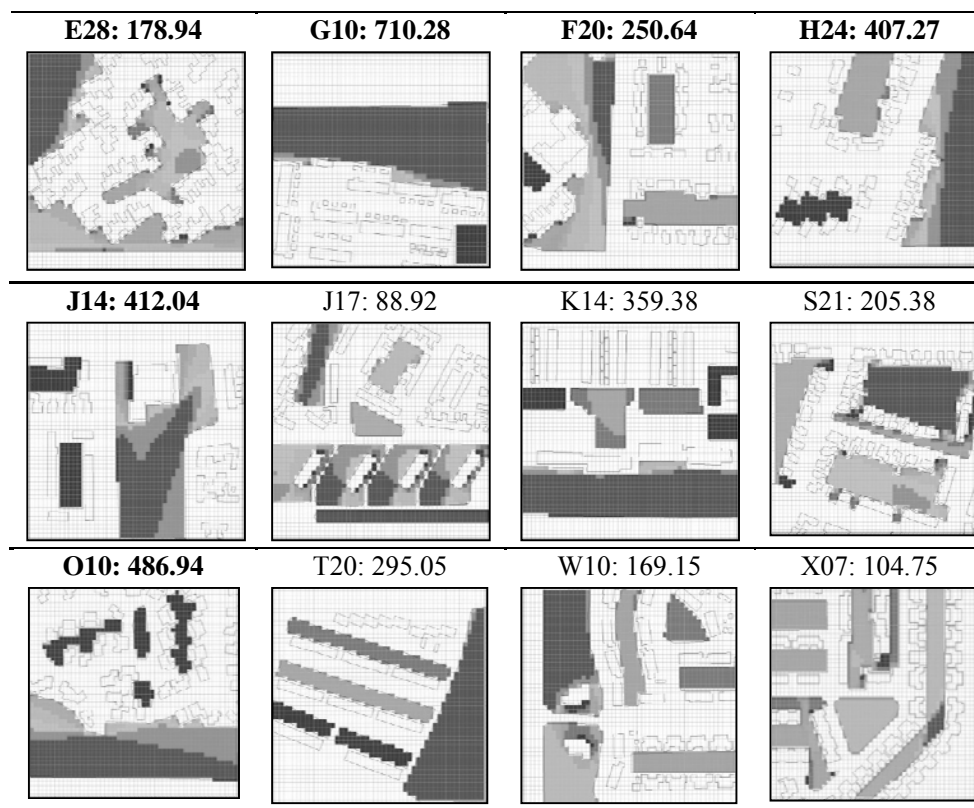 E28: 178.94 G10: 710.28 F20: 250.64 H24: 407.27
J14: 412.04 J17: 88.92 K14: 359.38 S21: 205.38
O10: 486.94 T20: 295.05 W10: 169.15 X07: 104.75